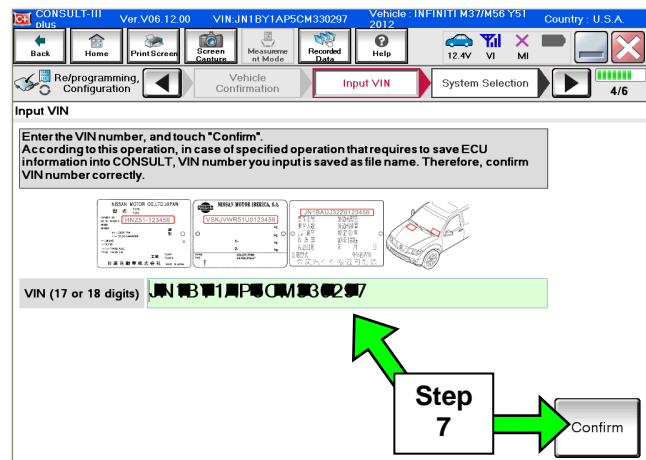 CONSULT-III plus Ver.V06.12.00 VIN:JN1BY1AP5CM330297 Vehicle : INFINITI M37/M56 Y51 2012 Country : U.S.A.
Back Home Print Screen Screen Capture Measurement Mode Recorded Data Help 12.4V VI MI
Re/programming, Configuration Vehicle Confirmation Input VIN System Selection 4/6
Input VIN
Enter the VIN number, and touch "Confirm".
According to this operation, in case of specified operation that requires to save ECU
information into CONSULT, VIN number you input is saved as file name. Therefore, confirm
VIN number correctly.
NISSAN MOTOR CO.,LTD JAPAN
HNZ51-123456
NISSAN MOTOR IBERICA, S.A.
VSKJVWR51U0123456
JN1BAUJ32Z0123456
VIN (17 or 18 digits)
Step
7
Confirm